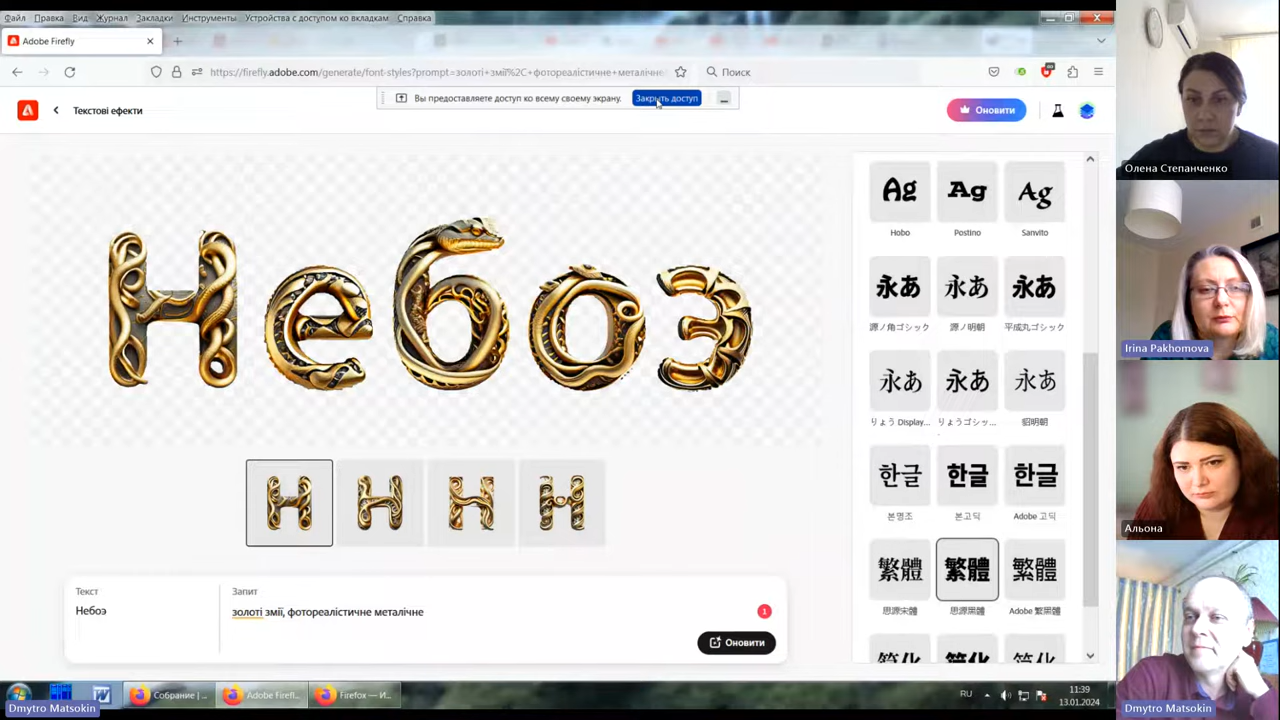 Файл Правка Вид Журнал Закладки Инструменты Устройства с доступом ко вкладкам Справка
Adobe Firefly
https://firefly.adobe.com/generate/font-styles?prompt=золоті+змії%2C+фотореалістичне+металічне
Поиск
Вы предоставляете доступ ко всему своему экрану. Закрыть доступ
Текстові ефекти
Оновити
Небоз
Ag Ag Ag
Hobo Postino Sanvito
永あ 永あ 永あ
源ノ角ゴシック 源ノ明朝 平成丸ゴシック
永あ 永あ 永あ
りょう Display... りょうゴシッ... 貂明朝
한글 한글 한글
본명조 본고딕 Adobe 고딕
繁體 繁體 繁體
思源宋體 思源黑體 Adobe 繁黑體
简化 简化 简化
H H H H
Текст
Небоэ
Запит
золоті змії, фотореалістичне металічне
1
Оновити
Собрание | ...
Adobe Firefl...
Firefox — И...
RU
11:39
13.01.2024
Dmytro Matsokin
Олена Степанченко
Irina Pakhomova
Альона
Dmytro Matsokin